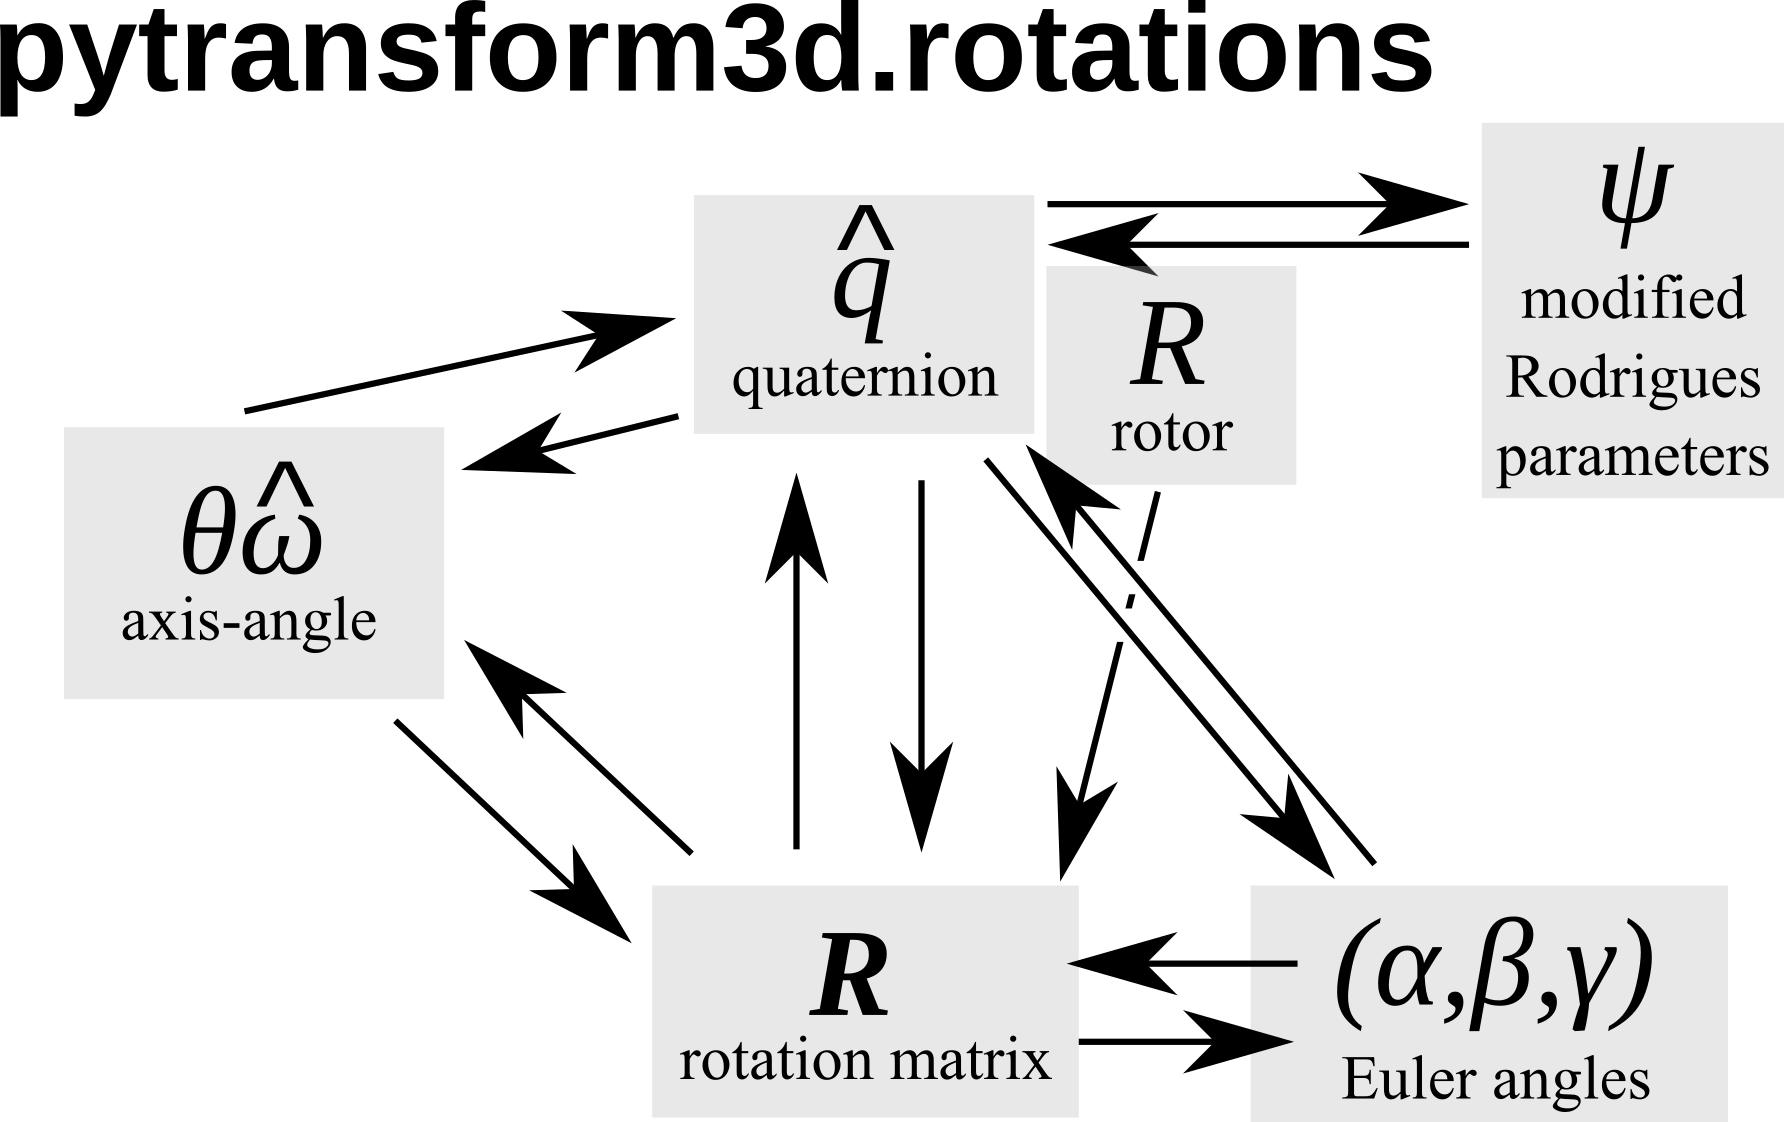 pytransform3d.rotations
q̂
quaternion
R
rotor
ψ
modified
Rodrigues
parameters
θω̂
axis-angle
R
rotation matrix
(α,β,γ)
Euler angles